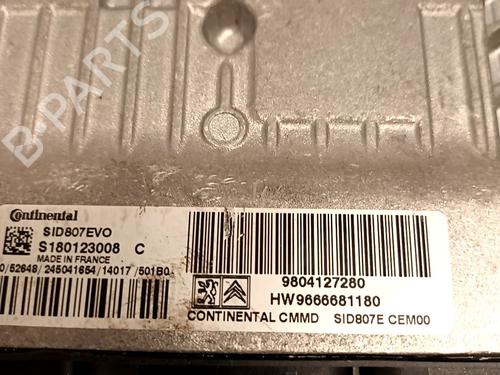 Continental
SID807EVO
S180123008 C
MADE IN FRANCE
0/52648/245041654/14017/501B0
9804127280
HW9666681180
CONTINENTAL CMMD SID807E CEM00
B-PARTS